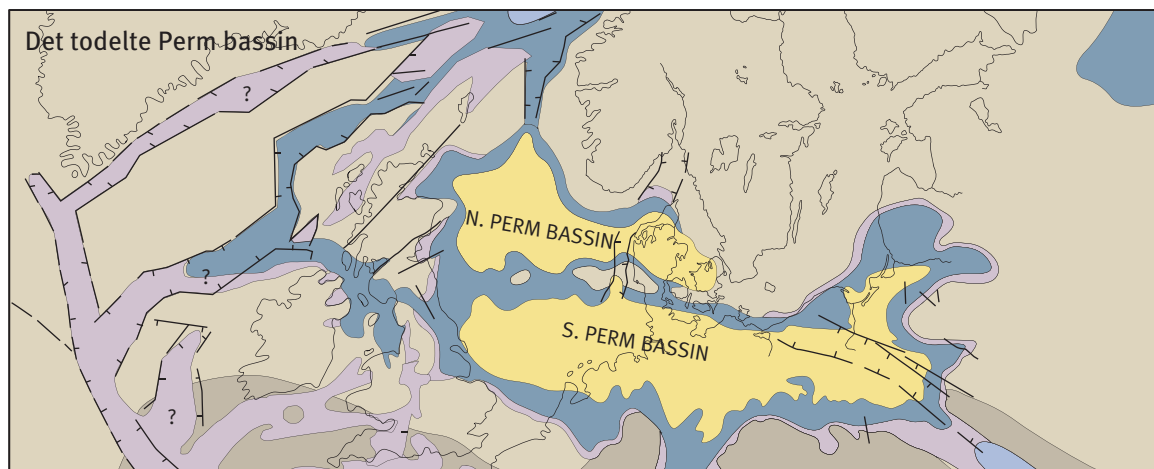 Det todelte Perm bassin
?
N. PERM BASSIN
?
S. PERM BASSIN
?